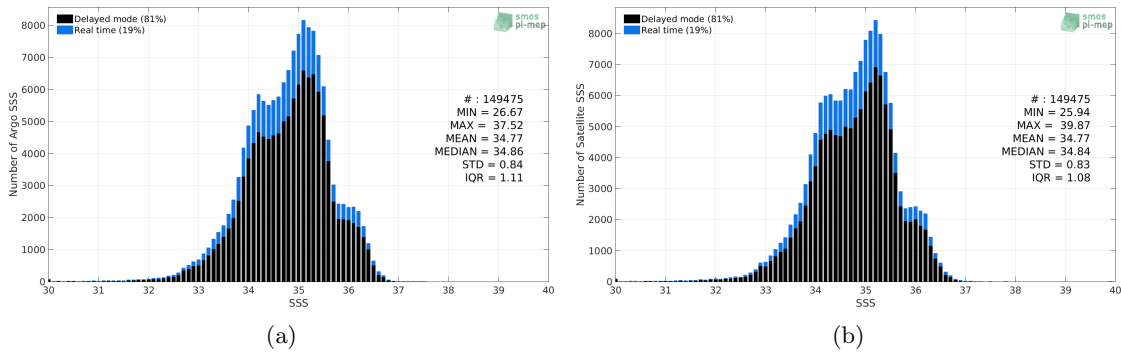 Delayed mode (81%)
Real time (19%)
smos
pi-mep
# : 149475
MIN = 26.67
MAX = 37.52
MEAN = 34.77
MEDIAN = 34.86
STD = 0.84
IQR = 1.11
Number of Argo SSS
8000
7000
6000
5000
4000
3000
2000
1000
0
30 31 32 33 34 35 36 37 38 39 40
SSS
(a)
Delayed mode (81%)
Real time (19%)
smos
pi-mep
# : 149475
MIN = 25.94
MAX = 39.87
MEAN = 34.77
MEDIAN = 34.84
STD = 0.83
IQR = 1.08
Number of Satellite SSS
8000
7000
6000
5000
4000
3000
2000
1000
0
30 31 32 33 34 35 36 37 38 39 40
SSS
(b)